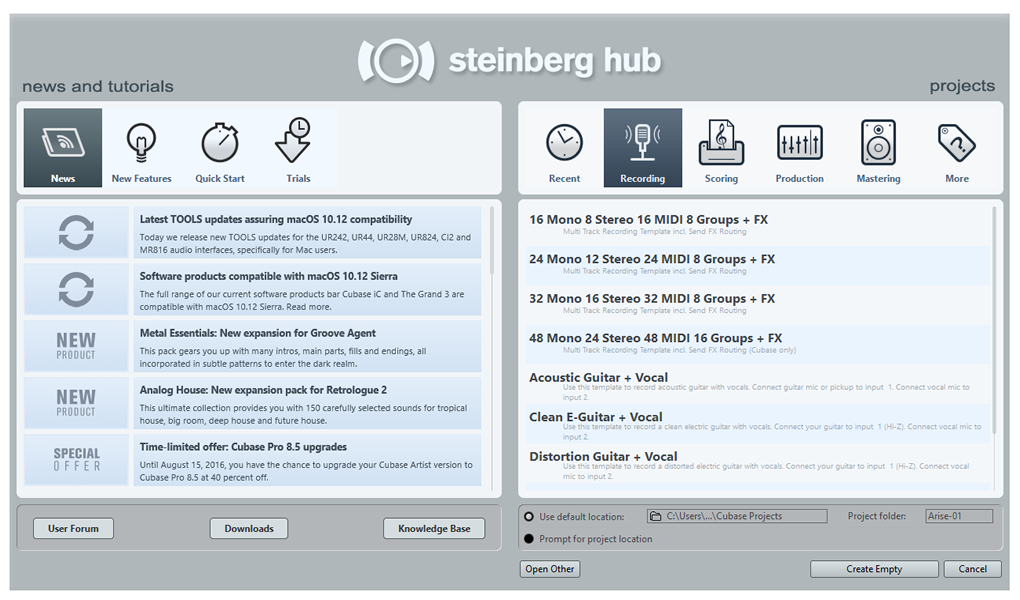 steinberg hub
news and tutorials
projects
News
New Features
Quick Start
Trials
Recent
Recording
Scoring
Production
Mastering
More
Latest TOOLS updates assuring macOS 10.12 compatibility
Today we release new TOOLS updates for the UR242, UR44, UR28M, UR824, CI2 and
MR816 audio interfaces, specifically for Mac users.
Software products compatible with macOS 10.12 Sierra
The full range of our current software products bar Cubase iC and The Grand 3 are
compatible with macOS 10.12 Sierra. Read more.
NEW
PRODUCT
Metal Essentials: New expansion for Groove Agent
This pack gears you up with many intros, main parts, fills and endings, all
incorporated in subtle patterns to enter the dark realm.
NEW
PRODUCT
Analog House: New expansion pack for Retrologue 2
This ultimate collection provides you with 150 carefully selected sounds for tropical
house, big room, deep house and future house.
SPECIAL
OFFER
Time-limited offer: Cubase Pro 8.5 upgrades
Until August 15, 2016, you have the chance to upgrade your Cubase Artist version to
Cubase Pro 8.5 at 40 percent off.
User Forum
Downloads
Knowledge Base
16 Mono 8 Stereo 16 MIDI 8 Groups + FX
Multi Track Recording Template incl. Send FX Routing
24 Mono 12 Stereo 24 MIDI 8 Groups + FX
Multi Track Recording Template incl. Send FX Routing
32 Mono 16 Stereo 32 MIDI 8 Groups + FX
Multi Track Recording Template incl. Send FX Routing
48 Mono 24 Stereo 48 MIDI 16 Groups + FX
Multi Track Recording Template incl. Send FX Routing (Cubase only)
Acoustic Guitar + Vocal
Use this template to record acoustic guitar with vocals. Connect guitar mic or pickup to input 1. Connect vocal mic to
input 2.
Clean E-Guitar + Vocal
Use this template to record a clean electric guitar with vocals. Connect your guitar to input 1 (Hi-Z). Connect vocal mic to
input 2.
Distortion Guitar + Vocal
Use this template to record a distorted electric guitar with vocals. Connect your guitar to input 1 (Hi-Z). Connect vocal
mic to input 2.
Use default location:
C:\Users\...\Cubase Projects
Project folder:
Arise-01
Prompt for project location
Open Other
Create Empty
Cancel